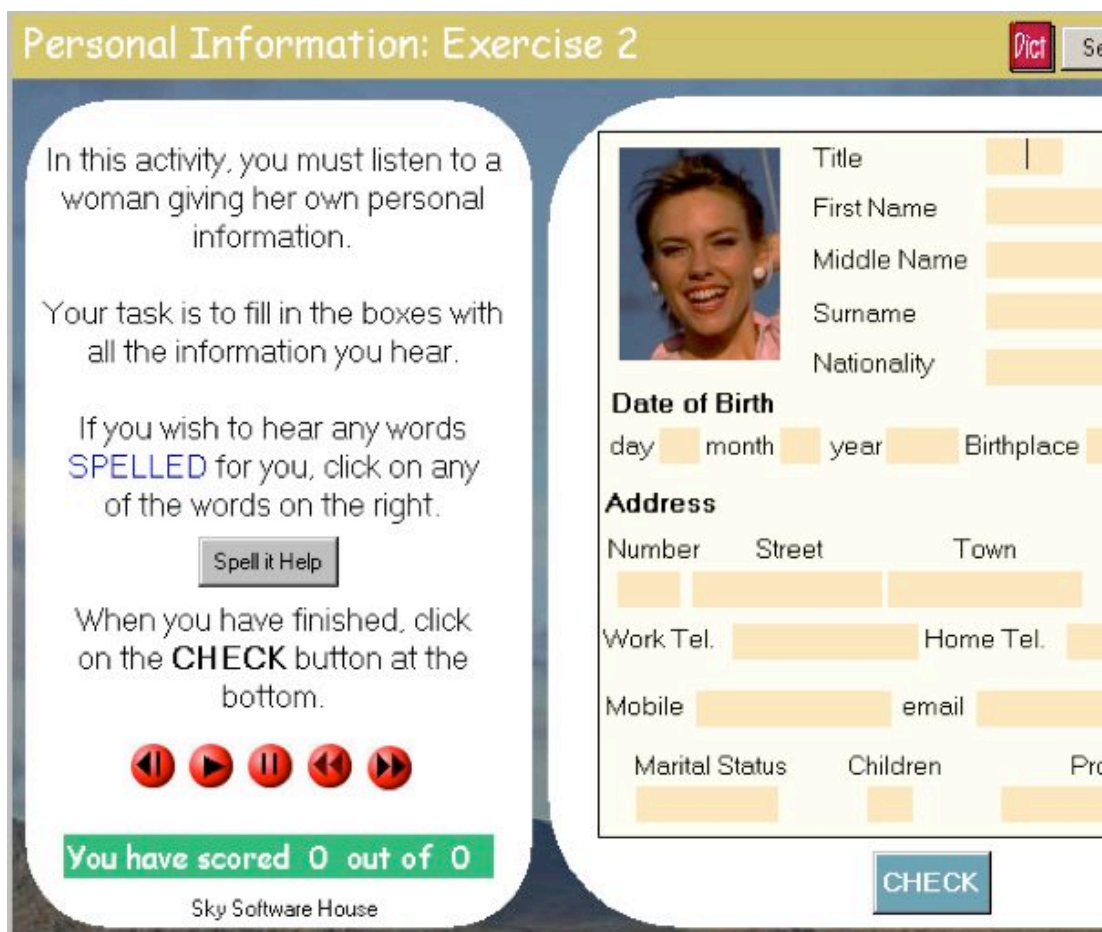 Personal Information: Exercise 2
Dict
In this activity, you must listen to a
woman giving her own personal
information.
Your task is to fill in the boxes with
all the information you hear.
If you wish to hear any words
SPELLED for you, click on any
of the words on the right.
Spell it Help
When you have finished, click
on the CHECK button at the
bottom.
You have scored 0 out of 0
Sky Software House
Title
First Name
Middle Name
Surname
Nationality
Date of Birth
day month year Birthplace
Address
Number Street Town
Work Tel. Home Tel.
Mobile email
Marital Status Children
CHECK